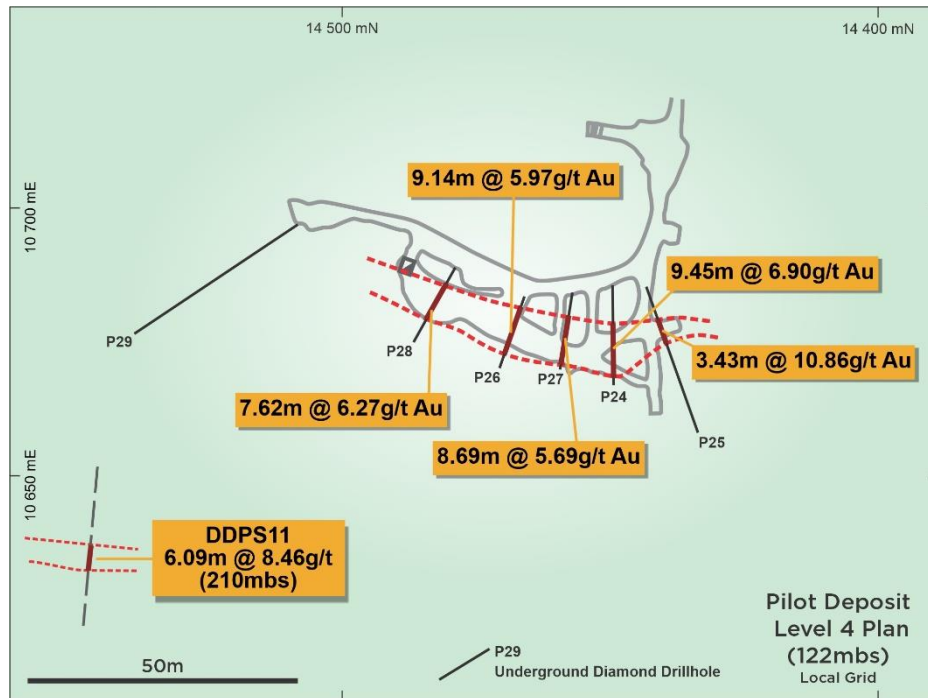 14 500 mN
14 400 mN
10 700 mE
9.14m @ 5.97g/t Au
9.45m @ 6.90g/t Au
3.43m @ 10.86g/t Au
P29
P28
P26
P27
P24
P25
7.62m @ 6.27g/t Au
8.69m @ 5.69g/t Au
10 650 mE
DDPS11
6.09m @ 8.46g/t
(210mbs)
50m
P29
Underground Diamond Drillhole
Pilot Deposit
Level 4 Plan
(122mbs)
Local Grid